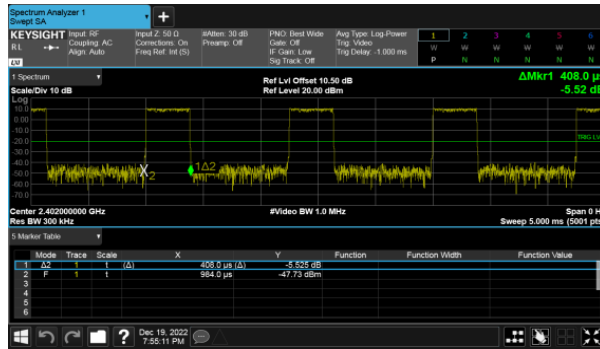 Spectrum Analyzer 1
Swept SA
+
KEYSIGHT Input: RF Input Z: 50 Ω #Atten: 30 dB PNO: Best Wide Avg Type: Log-Power 1 2 3 4 5 6
RL Coupling: AC Corrections: On Preamp: Off Gate: Off Trig: Video W W W W W W
Align: Auto Freq Ref: Int (S) IF Gain: Low Trig Delay: -1.000 ms P N N N N N
Sig Track: Off
1 Spectrum Ref Lvl Offset 10.50 dB ΔMkr1 408.0 µ
Scale/Div 10 dB Ref Level 20.00 dBm -5.52 dB
Log
10.0
0.00
-10.0
-20.0 TRIG LV
-30.0
-40.0
-50.0 X2 1Δ2
-60.0
-70.0
Center 2.402000000 GHz #Video BW 1.0 MHz Span 0 H
Res BW 300 kHz Sweep 5.000 ms (5001 pts
5 Marker Table
Mode Trace Scale X Y Function Function Width Function Value
1 Δ2 1 t (Δ) 408.0 µs (Δ) -5.525 dB
2 F 1 t 984.0 µs -47.73 dBm
3
4
5
6
? Dec 19, 2022
7:55:11 PM